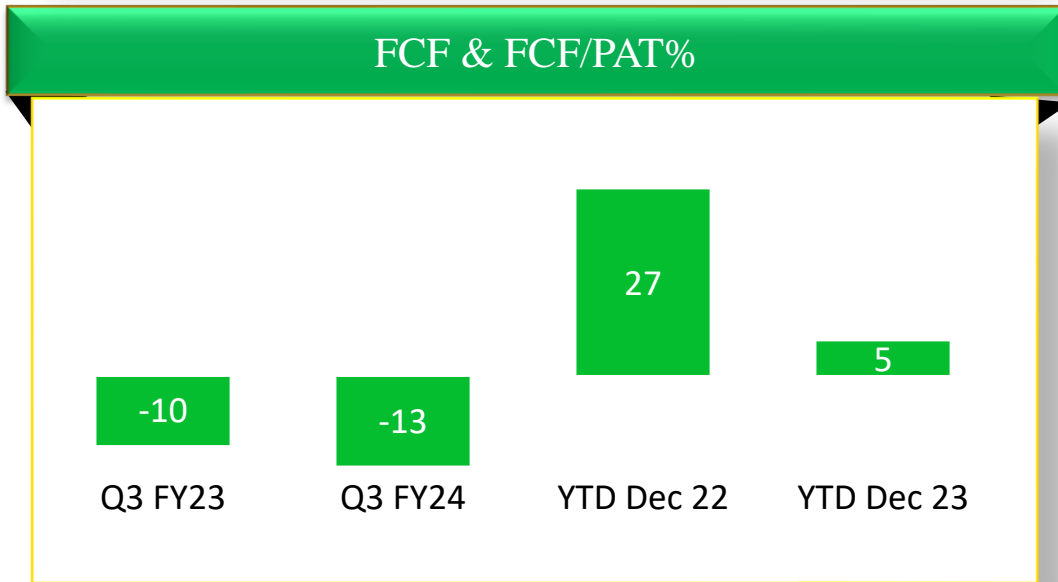 FCF & FCF/PAT%
27
5
-10
-13
Q3 FY23 Q3 FY24 YTD Dec 22 YTD Dec 23